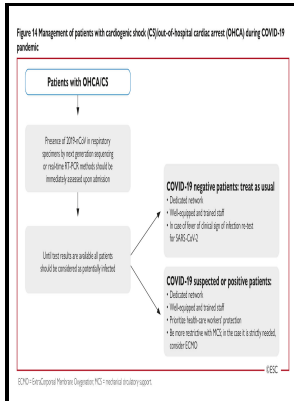 Figure 14 Management of patients with cardiogenic shock (CS)/out-of-hospital cardiac arrest (OHCA) during COVID-19
pandemic
Patients with OHCA/CS
Presence of 2019-nCoV in respiratory
specimens by next generation sequencing
or real-time RT-PCR methods should be
immediately assessed upon admission
Until test results are available all patients
should be considered as potentially infected
COVID-19 negative patients: treat as usual
• Dedicated network
• Well-equipped and trained staff
• In case of fever of clinical sign of infection re-test
for SARS-CoV-2
COVID-19 suspected or positive patients:
• Dedicated network
• Well-equipped and trained staff
• Prioritize health-care workers' protection
• Be more restrictive with MCS; in the case it is strictly needed,
consider ECMO
©ESC
ECMO = ExtraCorporeal Membrane Oxygenation; MCS = mechanical circulatory support.